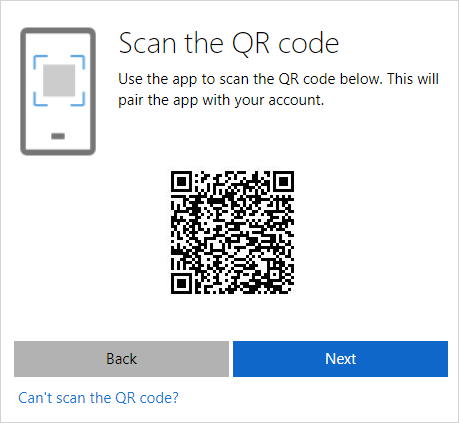 Scan the QR code
Use the app to scan the QR code below. This will
pair the app with your account.
Back
Next
Can't scan the QR code?